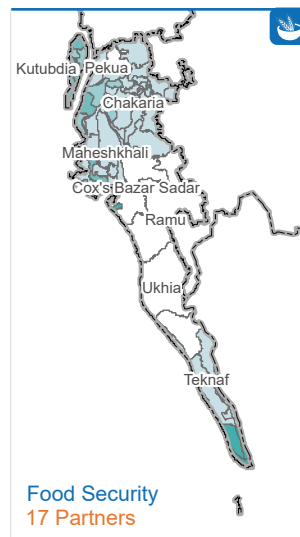 Kutubdia Pekua
Chakaria
Maheshkhali
Cox's Bazar Sadar
Ramu
Ukhia
Teknaf
Food Security
17 Partners